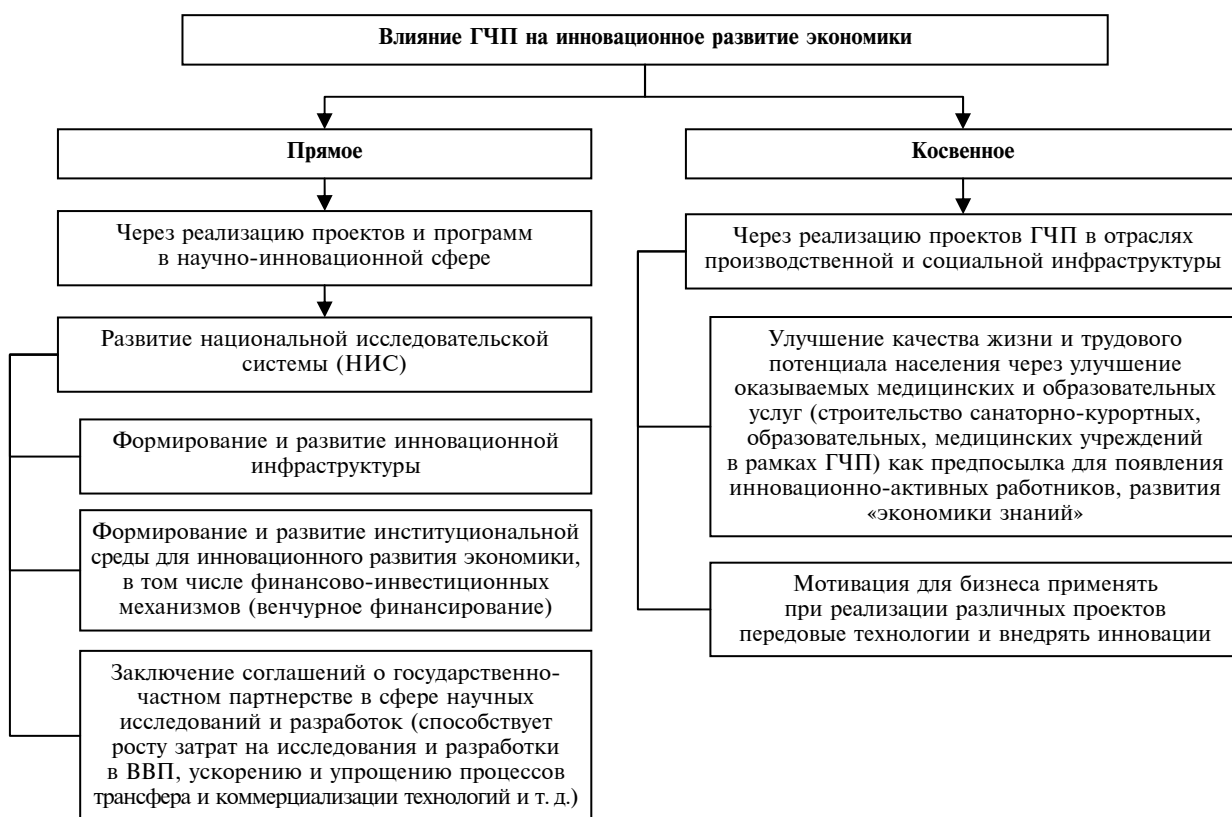 Влияние ГЧП на инновационное развитие экономики
Прямое
Через реализацию проектов и программ
в научно-инновационной сфере
Развитие национальной исследовательской
системы (НИС)
Формирование и развитие инновационной
инфраструктуры
Формирование и развитие институциональной
среды для инновационного развития экономики,
в том числе финансово-инвестиционных
механизмов (венчурное финансирование)
Заключение соглашений о государственно-
частном партнерстве в сфере научных
исследований и разработок (способствует
росту затрат на исследования и разработки
в ВВП, ускорению и упрощению процессов
трансфера и коммерциализации технологий и т. д.)
Косвенное
Через реализацию проектов ГЧП в отраслях
производственной и социальной инфраструктуры
Улучшение качества жизни и трудового
потенциала населения через улучшение
оказываемых медицинских и образовательных
услуг (строительство санаторно-курортных,
образовательных, медицинских учреждений
в рамках ГЧП) как предпосылка для появления
инновационно-активных работников, развития
«экономики знаний»
Мотивация для бизнеса применять
при реализации различных проектов
передовые технологии и внедрять инновации